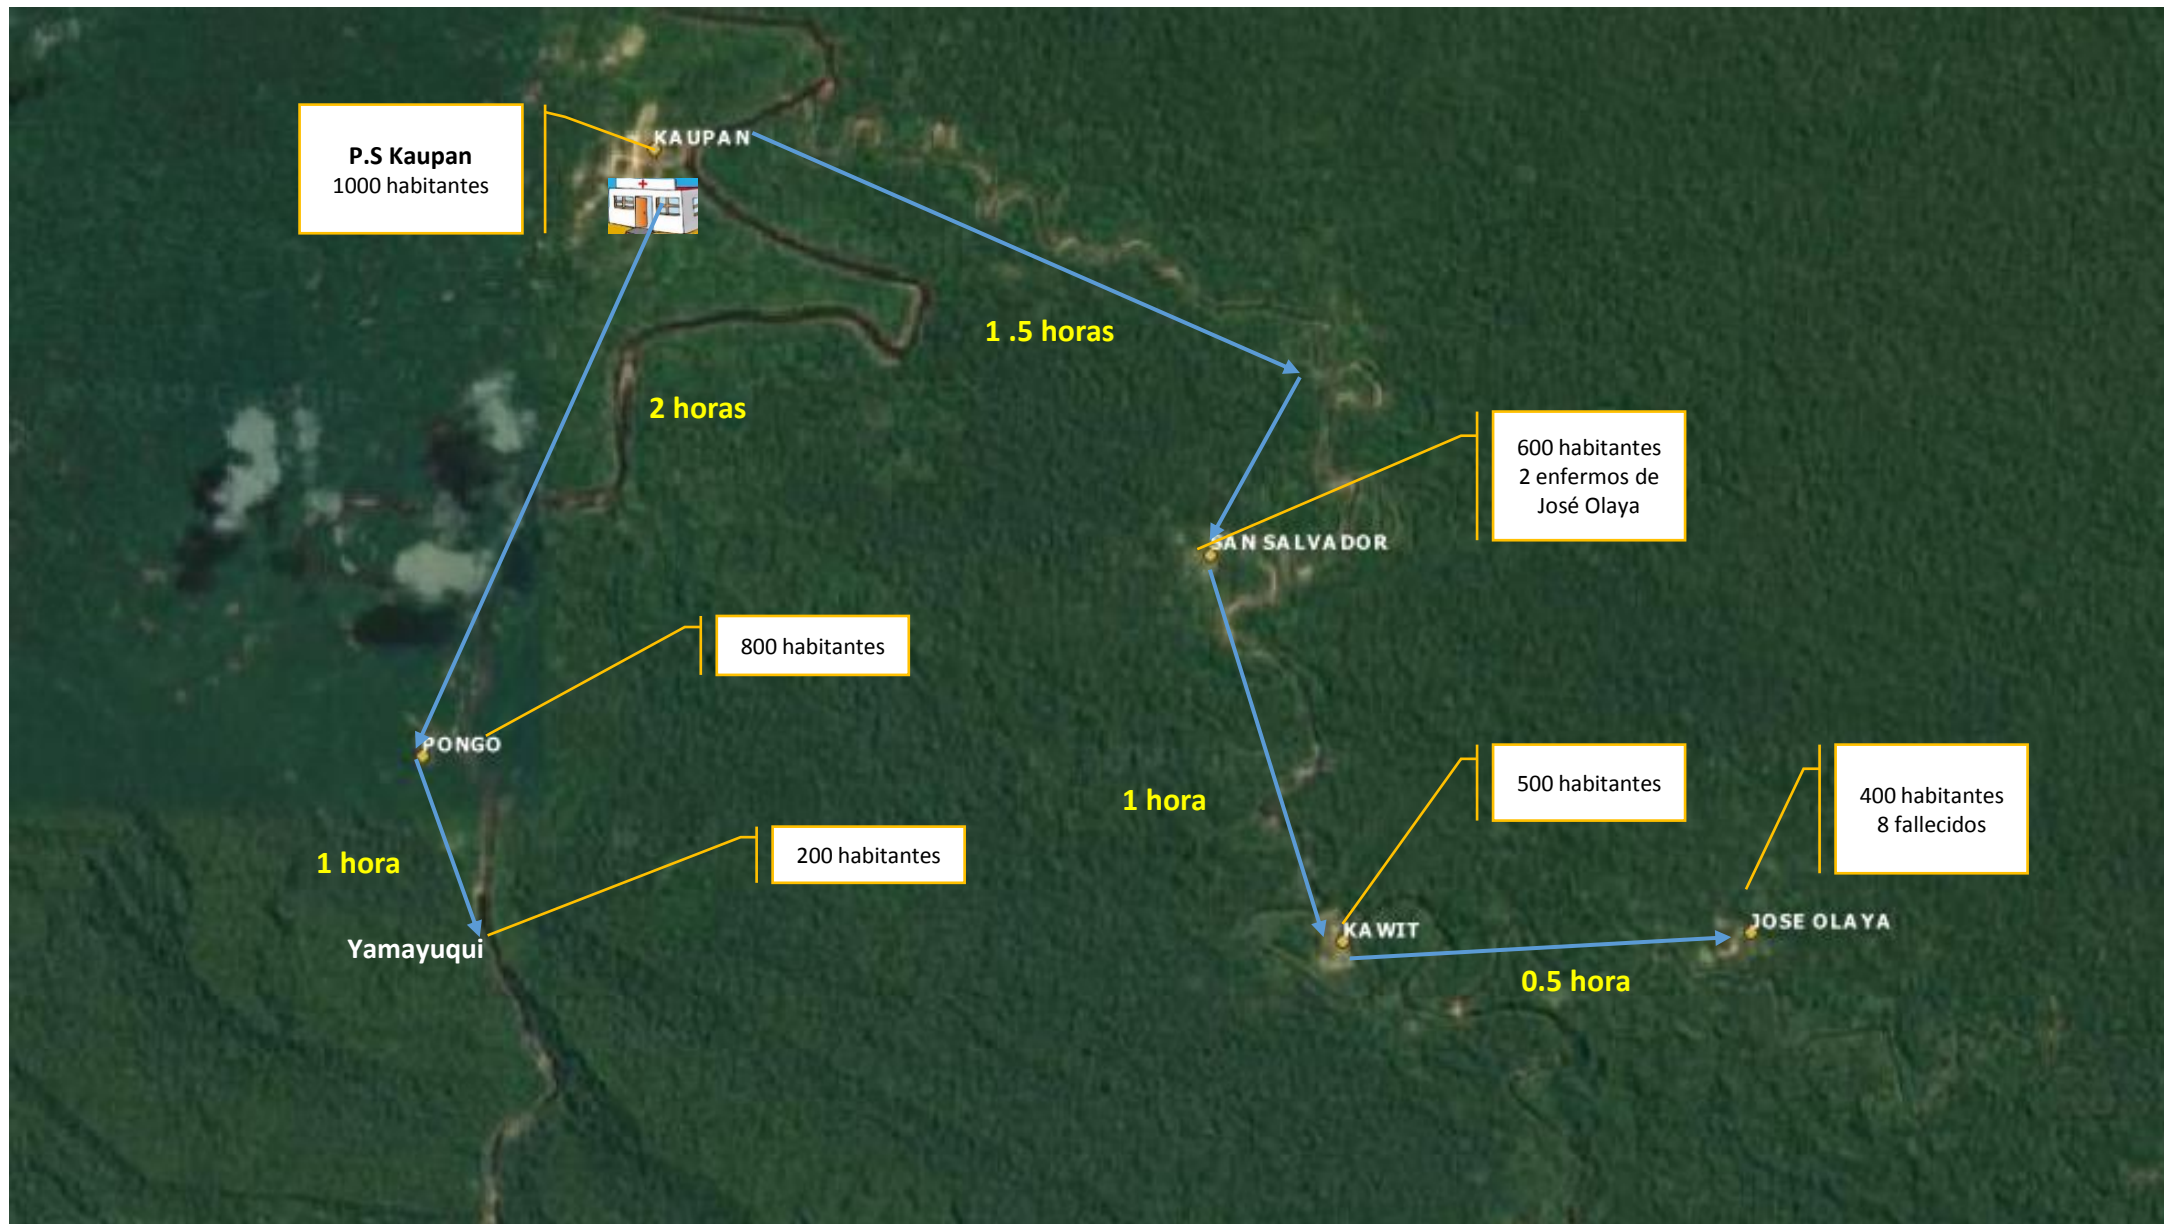 KAUPAN
P.S Kaupan
1000 habitantes
1 .5 horas
2 horas
600 habitantes
2 enfermos de
José Olaya
SAN SALVADOR
800 habitantes
PONGO
500 habitantes
400 habitantes
8 fallecidos
1 hora
1 hora
200 habitantes
KAWIT
JOSE OLAYA
Yamayuqui
0.5 hora